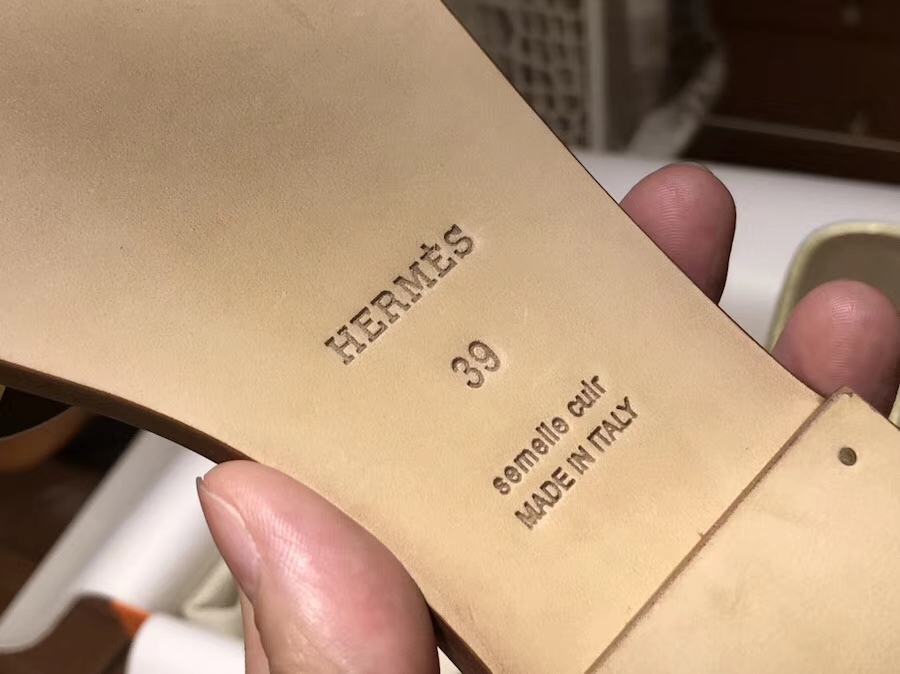 HERMÈS
39
semelle cuir
MADE IN ITALY